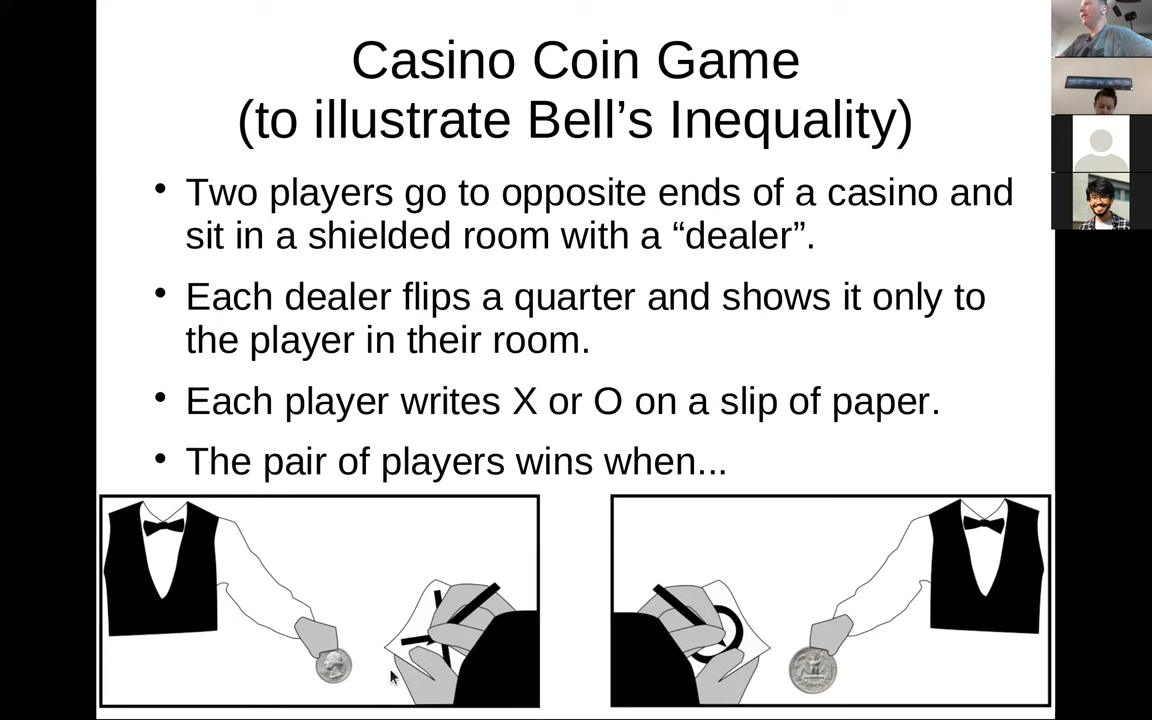 Casino Coin Game
(to illustrate Bell’s Inequality)
• Two players go to opposite ends of a casino and
sit in a shielded room with a “dealer”.
• Each dealer flips a quarter and shows it only to
the player in their room.
• Each player writes X or O on a slip of paper.
• The pair of players wins when...
X
O